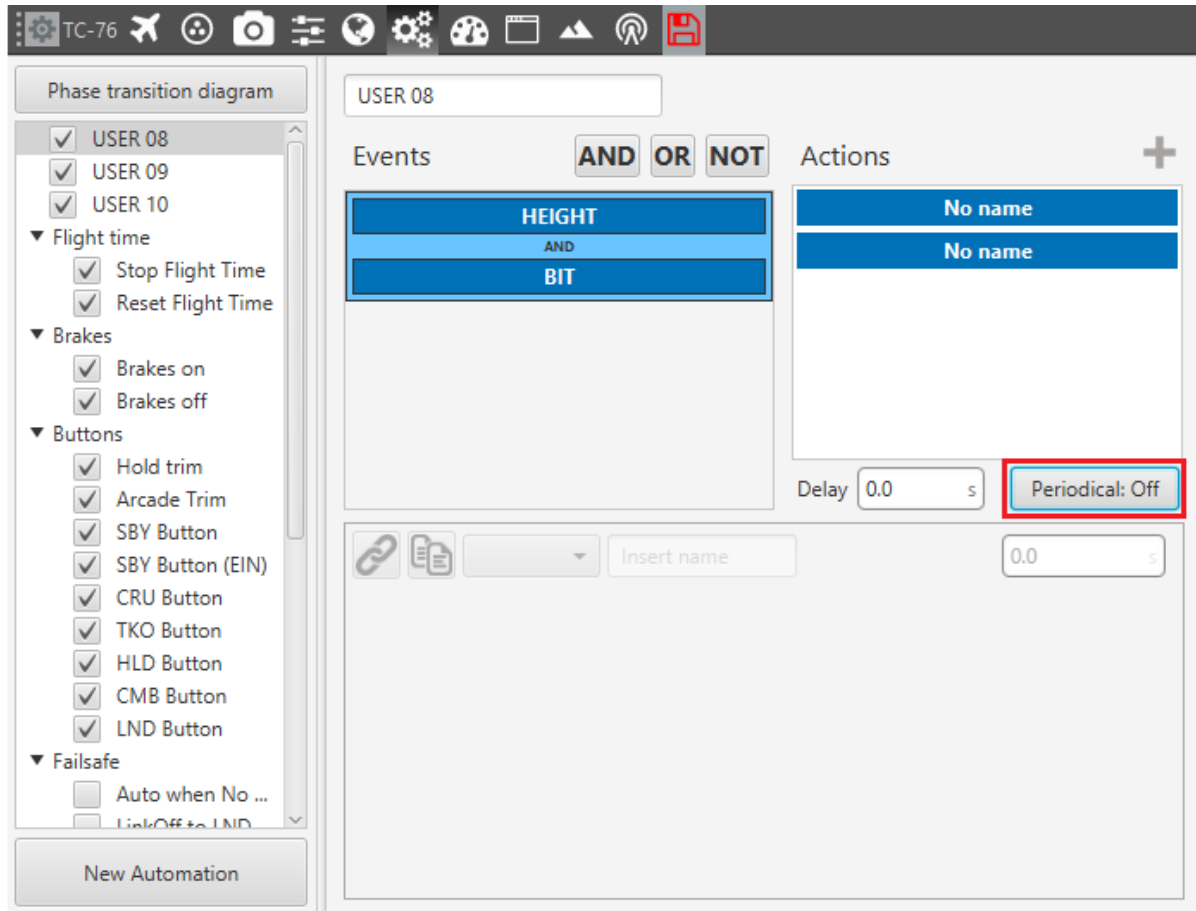 TC-76
Phase transition diagram
USER 08
USER 09
USER 10
Flight time
Stop Flight Time
Reset Flight Time
Brakes
Brakes on
Brakes off
Buttons
Hold trim
Arcade Trim
SBY Button
SBY Button (EIN)
CRU Button
TKO Button
HLD Button
CMB Button
LND Button
Failsafe
Auto when No ...
LinkOff to LND
New Automation
USER 08
Events AND OR NOT
HEIGHT
AND
BIT
Actions
No name
No name
Delay 0.0 s Periodical: Off
Insert name 0.0 s